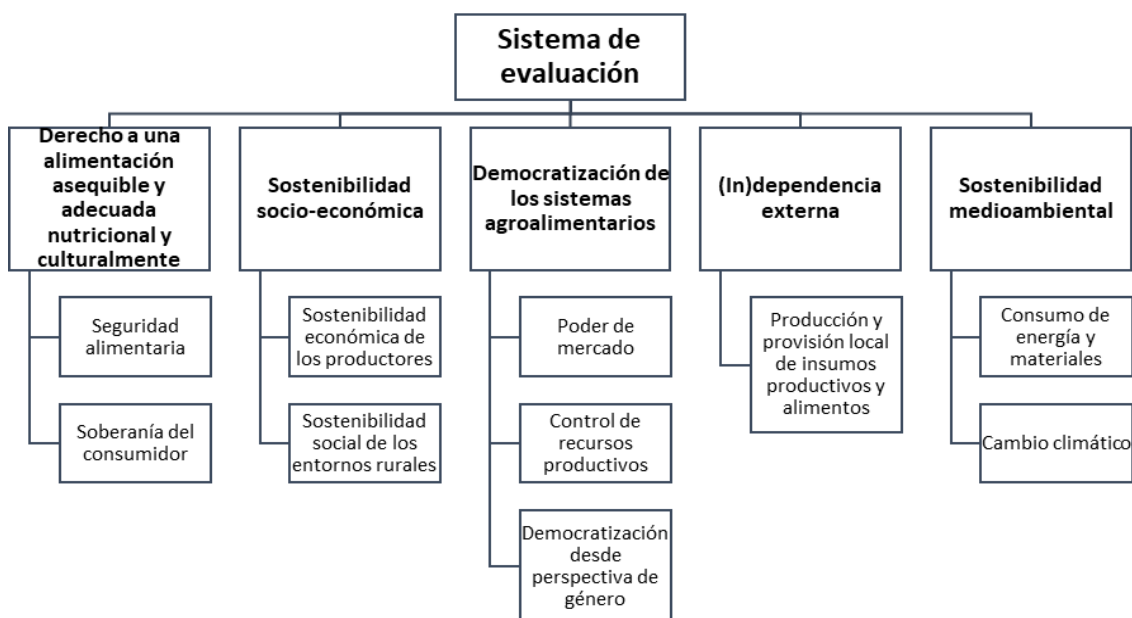 Sistema de
evaluación
Derecho a una
alimentación
asequible y
adecuada
nutricional y
culturalmente
Seguridad
alimentaria
Soberanía del
consumidor
Sostenibilidad
socio-económica
Sostenibilidad
económica de
los productores
Sostenibilidad
social de los
entornos rurales
Democratización de
los sistemas
agroalimentarios
Poder de
mercado
Control de
recursos
productivos
Democratización
desde
perspectiva de
género
(In)dependencia
externa
Producción y
provisión local
de insumos
productivos y
alimentos
Sostenibilidad
medioambiental
Consumo de
energía y
materiales
Cambio climático